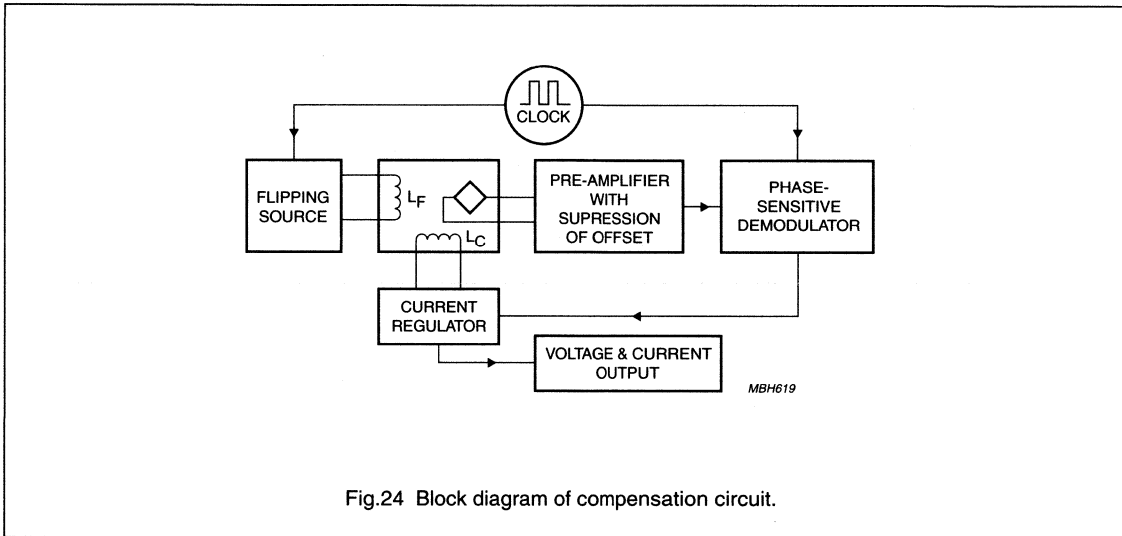 CLOCK
FLIPPING
SOURCE
LF
LC
PRE-AMPLIFIER
WITH
SUPRESSION
OF OFFSET
PHASE-
SENSITIVE
DEMODULATOR
CURRENT
REGULATOR
VOLTAGE & CURRENT
OUTPUT
MBH619
Fig.24 Block diagram of compensation circuit.